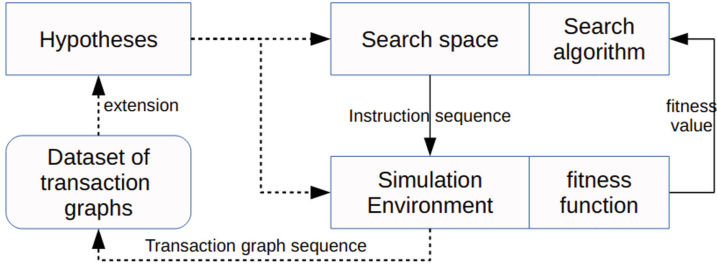 Hypotheses
Search space
Search
algorithm
extension
Instruction sequence
fitness
value
Dataset of
transaction
graphs
Simulation
Environment
fitness
function
Transaction graph sequence